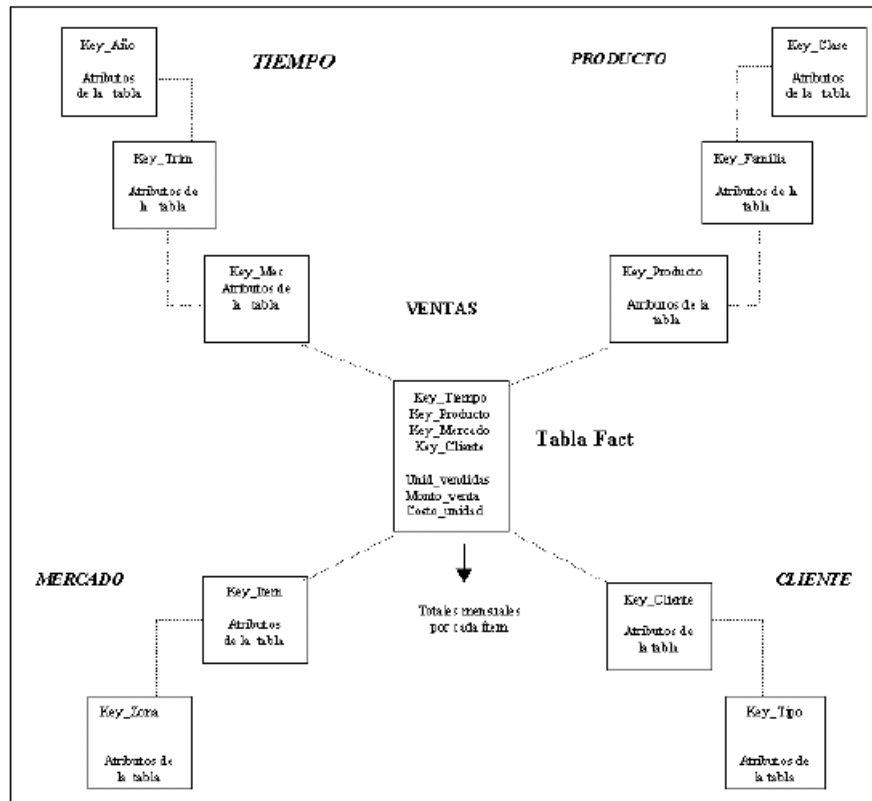 Key_Año
Atributos
de la tabla
TIEMPO
PRODUCTO
Key_Clase
Atributos
de la tabla
Key_Trim
Atributos de
la tabla
Key_Familia
Atributos de la
tabla
Key_Mes
Atributos de
la tabla
VENTAS
Key_Producto
Atributos de la
tabla
Key_Tiempo
Key_Producto
Key_Mercado
Key_Cliente
Unid_vendidas
Monto_venta
Costo_unidad
Tabla Fact
MERCADO
Key_Item
Atributos
de la tabla
Totales mensuales
por cada ítem
CLIENTE
Key_Cliente
Atributos de
la tabla
Key_Zona
Atributos de
la tabla
Key_Tipo
Atributos de
la tabla